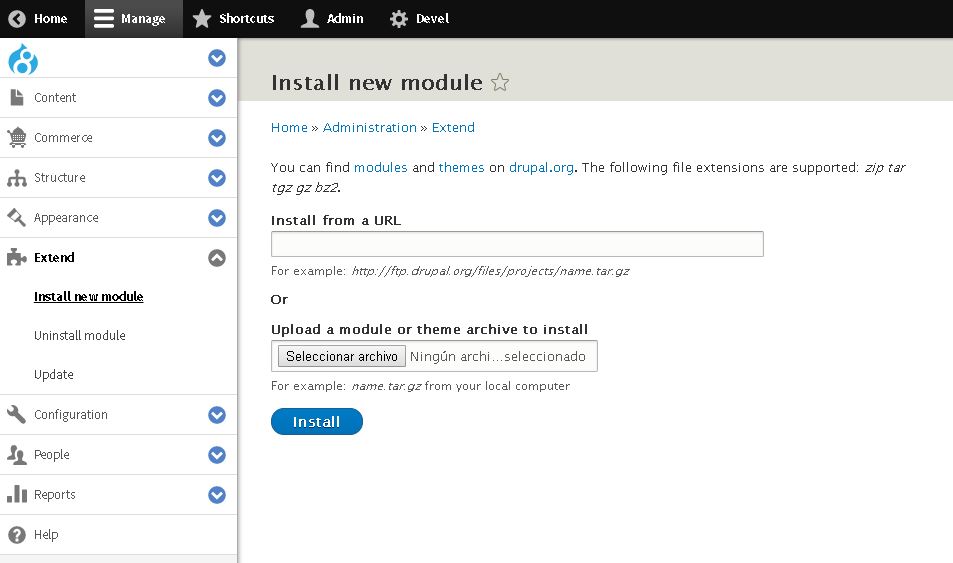 Home Manage Shortcuts Admin Devel
Content
Commerce
Structure
Appearance
Extend
Install new module
Uninstall module
Update
Configuration
People
Reports
Help
Install new module
Home » Administration » Extend
You can find modules and themes on drupal.org. The following file extensions are supported: zip tar
tgz gz bz2.
Install from a URL
For example: http://ftp.drupal.org/files/projects/name.tar.gz
Or
Upload a module or theme archive to install
Seleccionar archivo Ningún archi...seleccionado
For example: name.tar.gz from your local computer
Install